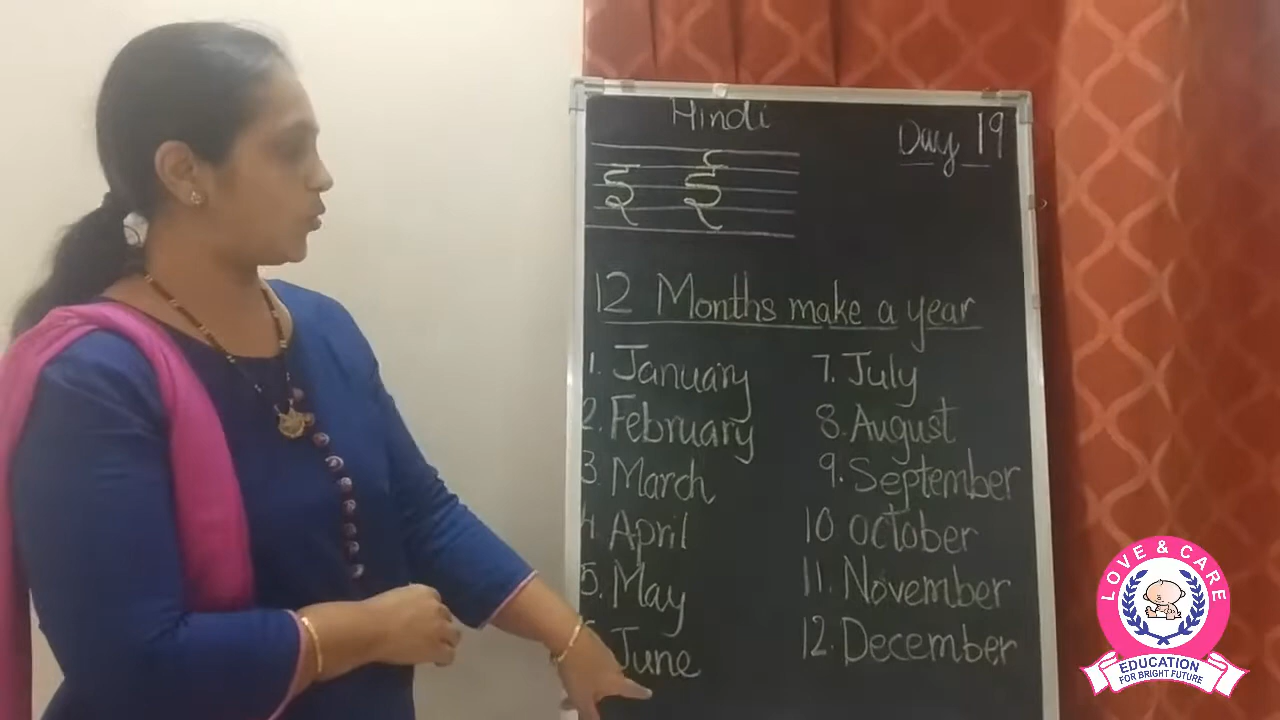 Hindi
Day 19
इ ई
12 Months make a year
1. January
2. February
3 March
4 April
5. May
June
7. July
8. August
9. September
10 october
11. November
12. December
LOVE & CARE
EDUCATION
FOR BRIGHT FUTURE